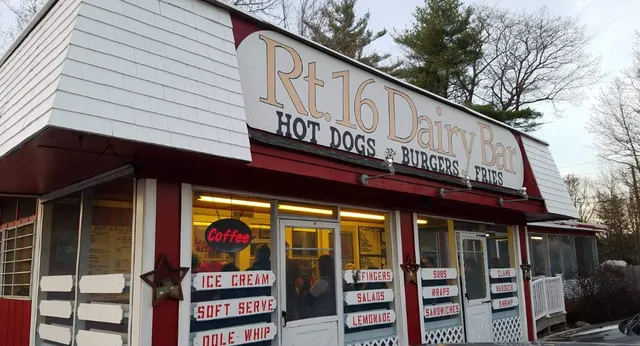 Rt. 16 Dairy Bar
HOT DOGS BURGERS FRIES
Coffee
ICE CREAM
SOFT SERVE
DOLE WHIP
FINGERS
SALADS
LEMONADE
SUBS
WRAPS
SANDWICHES
CLAMS
HADDOCK
SHRIMP